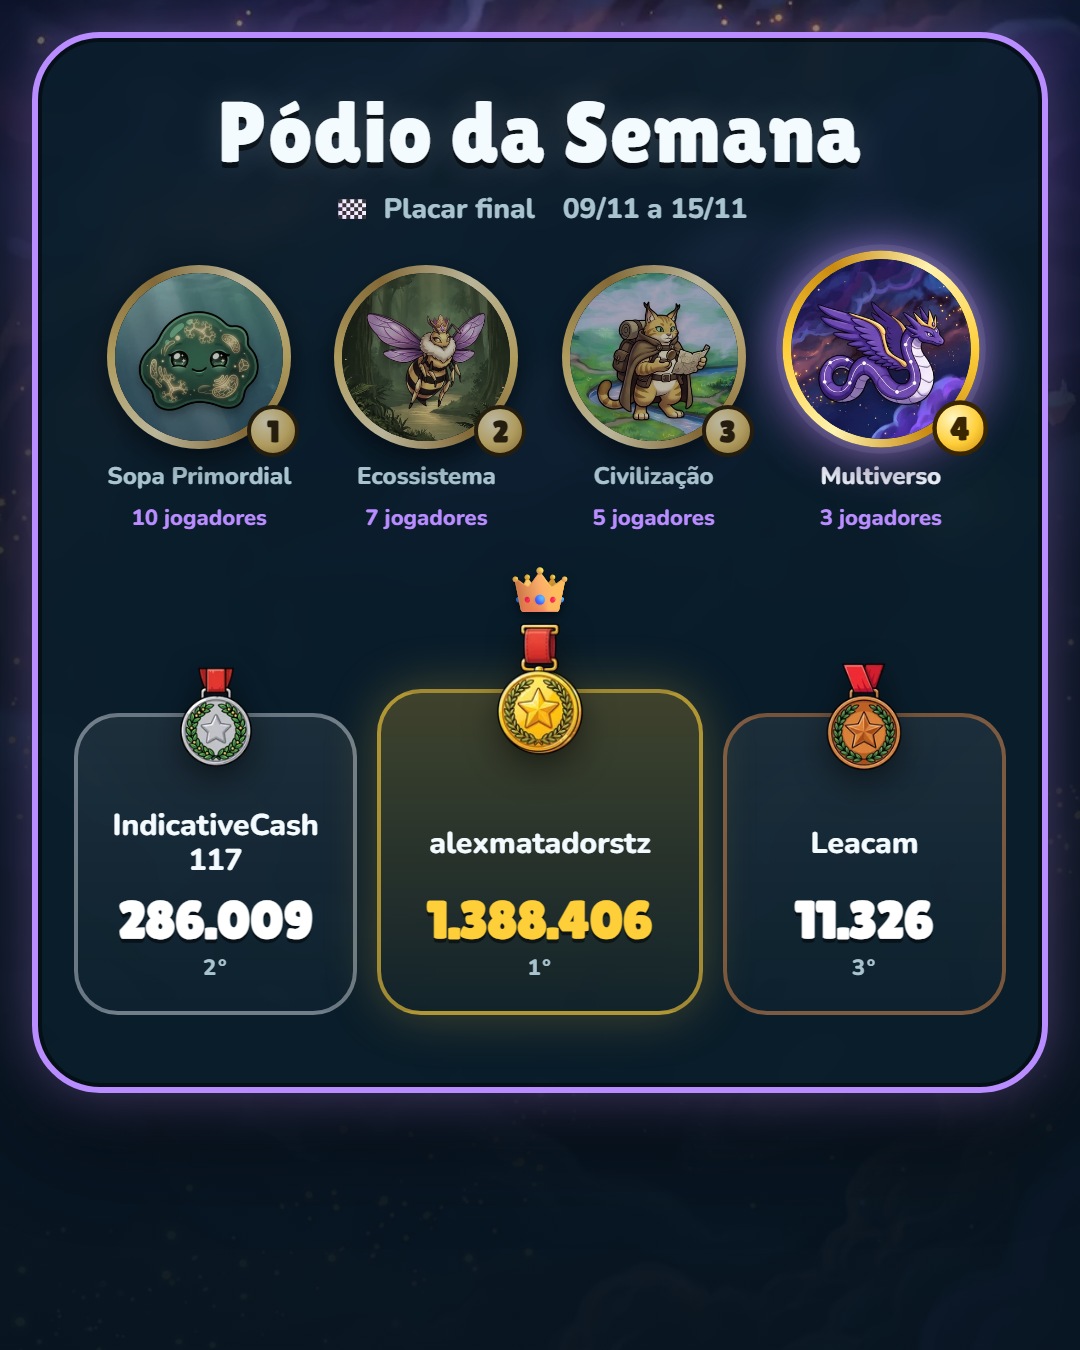 Pódio da Semana
Placar final 09/11 a 15/11
1 2 3 4
Sopa Primordial Ecossistema Civilização Multiverso
10 jogadores 7 jogadores 5 jogadores 3 jogadores
IndicativeCash
117
286.009
2°
alexmatadorstz
1.388.406
1°
Leacam
11.326
3°